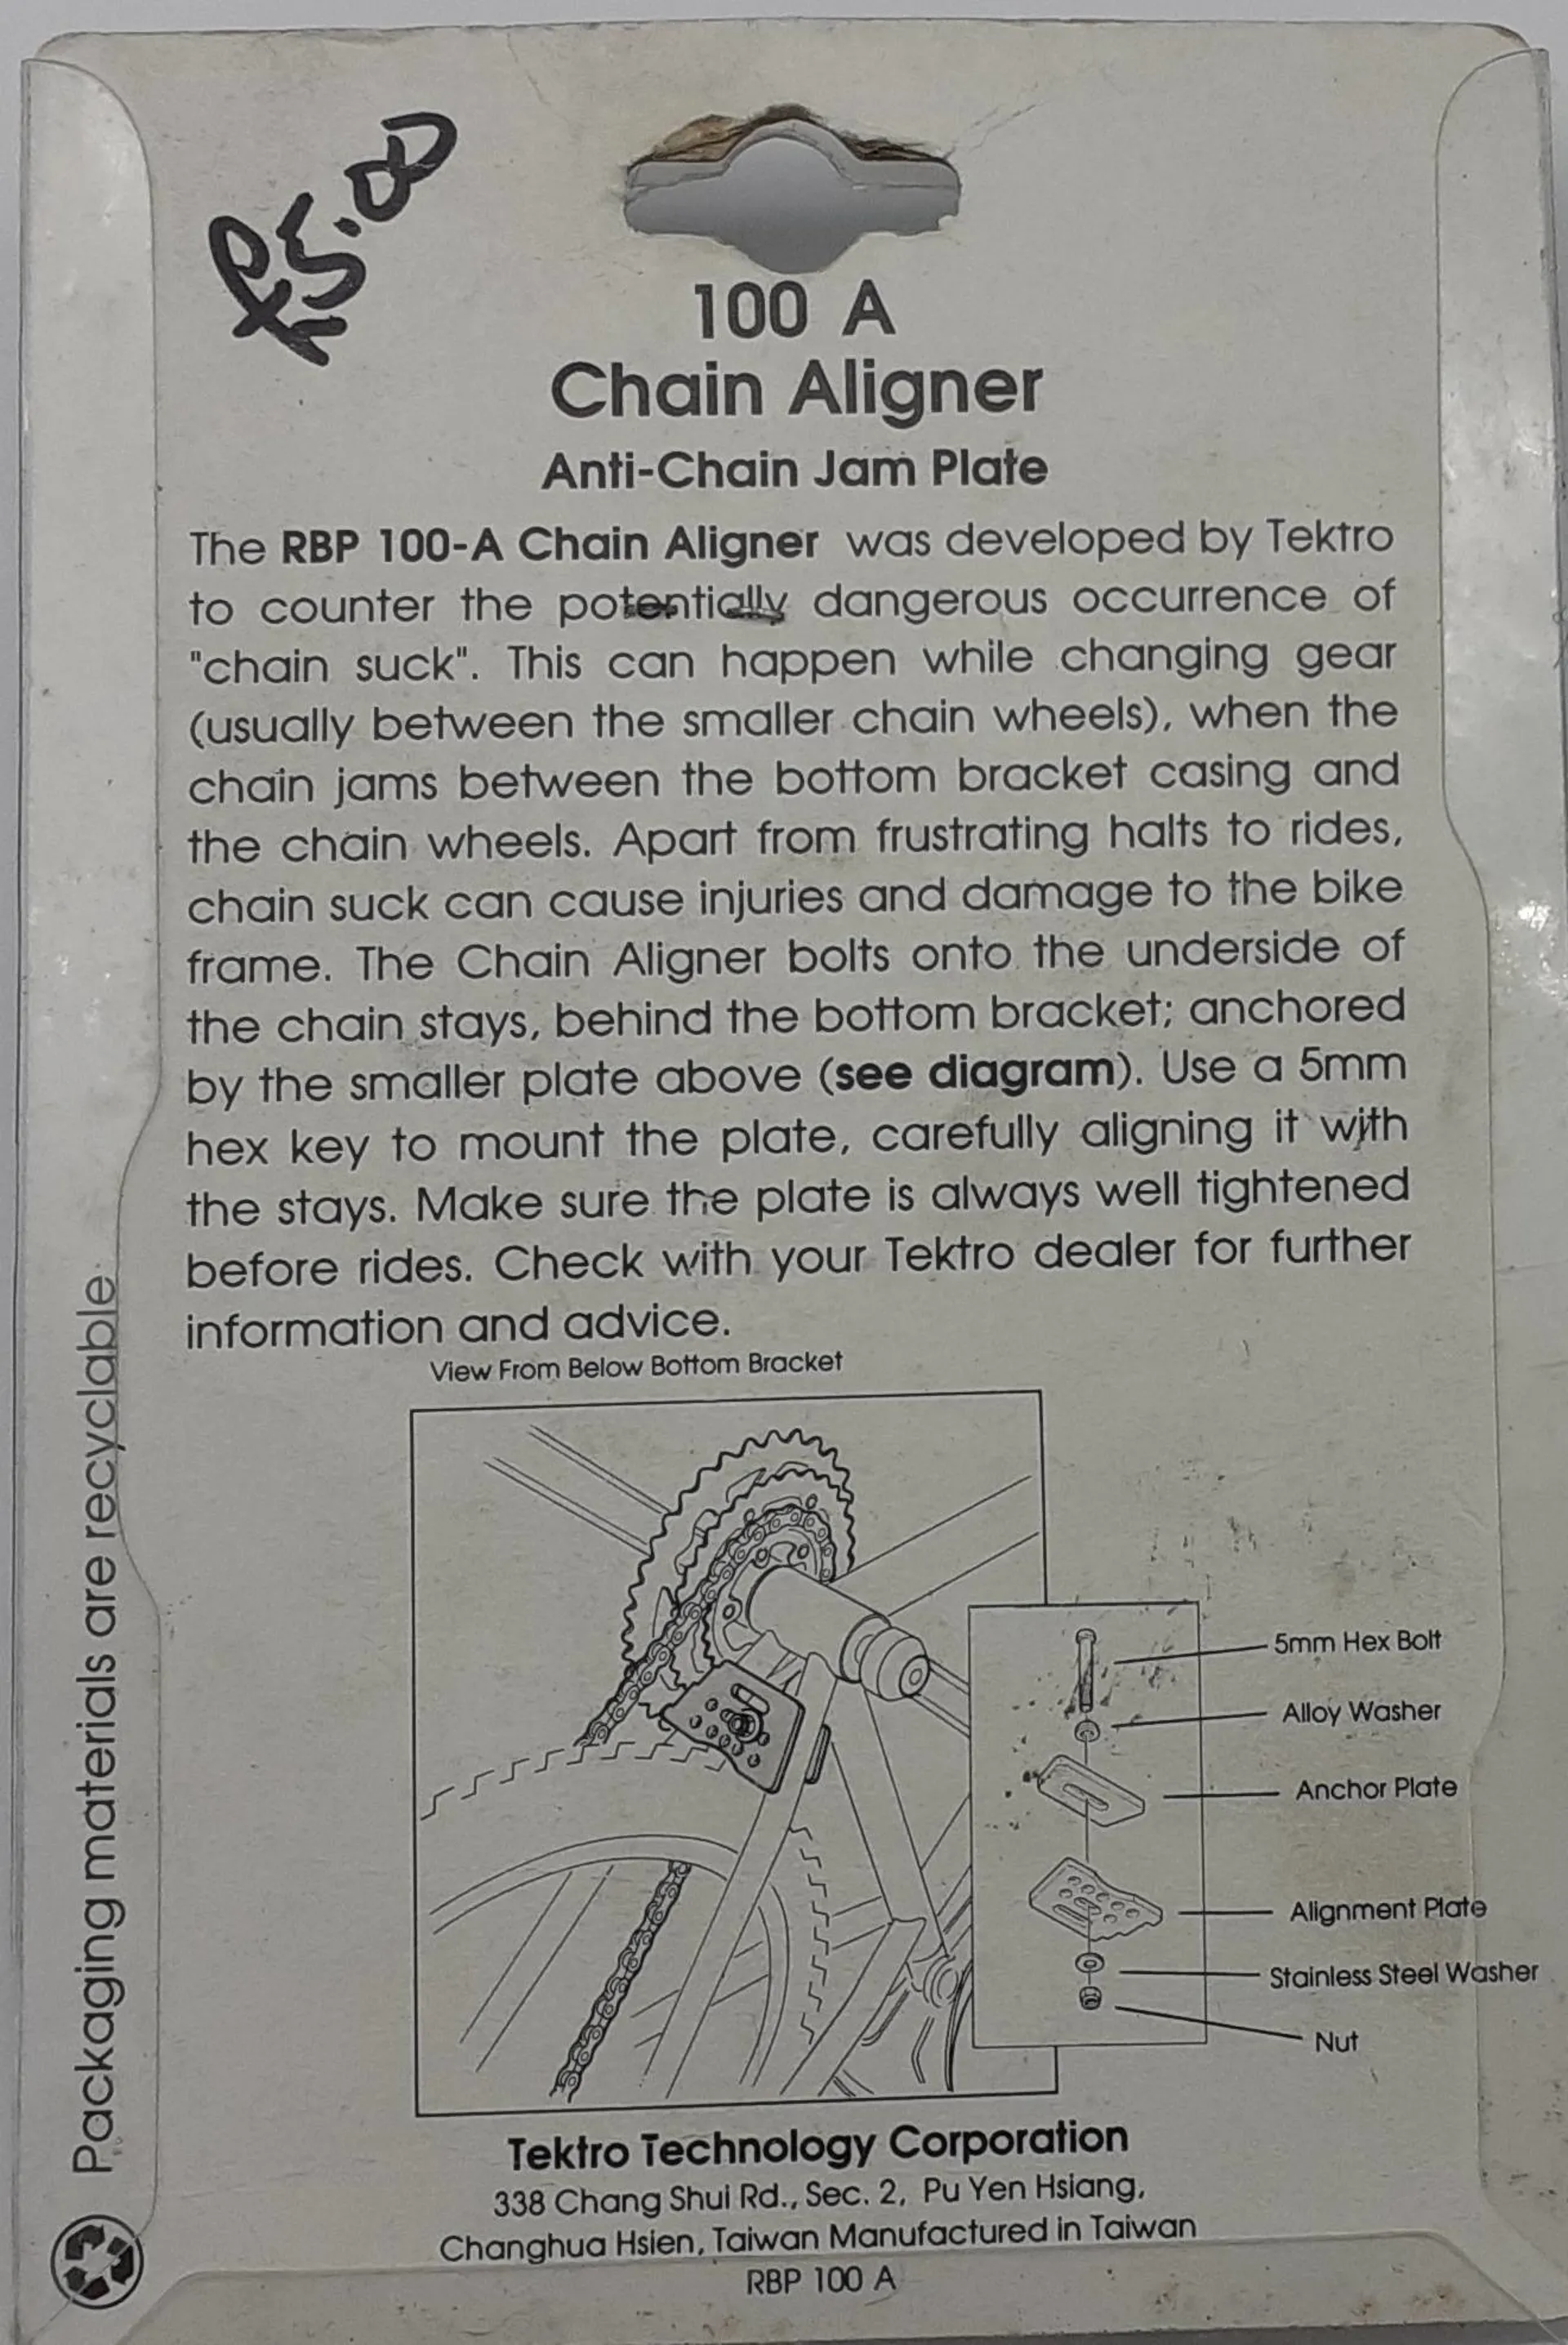 £5.00
100 A
Chain Aligner
Anti-Chain Jam Plate
The RBP 100-A Chain Aligner was developed by Tektro
to counter the potentially dangerous occurrence of
"chain suck". This can happen while changing gear
(usually between the smaller chain wheels), when the
chain jams between the bottom bracket casing and
the chain wheels. Apart from frustrating halts to rides,
chain suck can cause injuries and damage to the bike
frame. The Chain Aligner bolts onto the underside of
the chain stays, behind the bottom bracket; anchored
by the smaller plate above (see diagram). Use a 5mm
hex key to mount the plate, carefully aligning it with
the stays. Make sure the plate is always well tightened
before rides. Check with your Tektro dealer for further
information and advice.
View From Below Bottom Bracket
5mm Hex Bolt
Alloy Washer
Anchor Plate
Alignment Plate
Stainless Steel Washer
Nut
Tektro Technology Corporation
338 Chang Shui Rd., Sec. 2, Pu Yen Hsiang,
Changhua Hsien, Taiwan Manufactured in Taiwan
RBP 100 A
Packaging materials are recyclable